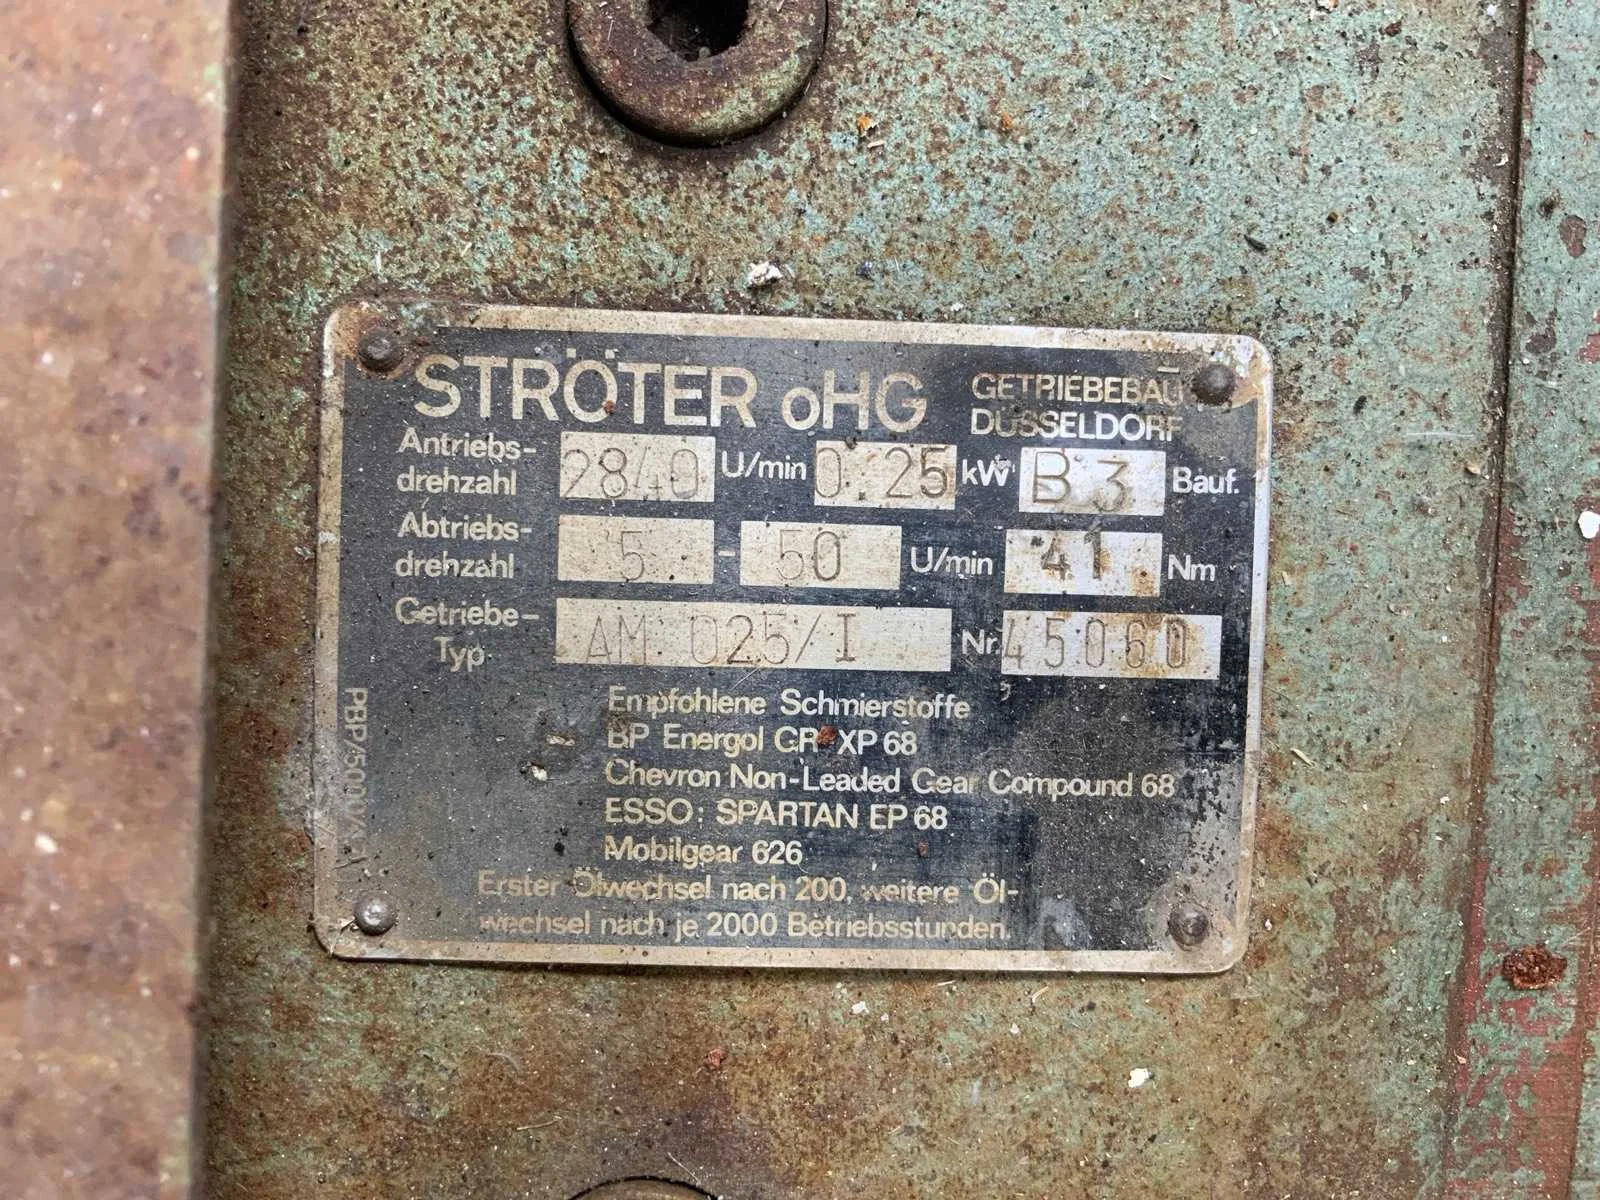 STRÖTER oHG GETRIEBEBAU DÜSSELDORF
Antriebs-drehzahl 2840 U/min 0.25 kW B 3 Bauf.
Abtriebs-drehzahl 5 - 50 U/min 41 Nm
Getriebe-Typ AM 025/I Nr. 45060
Empfohlene Schmierstoffe
BP Energol GR XP 68
Chevron Non-Leaded Gear Compound 68
ESSO: SPARTAN EP 68
Mobilgear 626
Erster Ölwechsel nach 200, weitere Öl-
wechsel nach je 2000 Betriebsstunden.